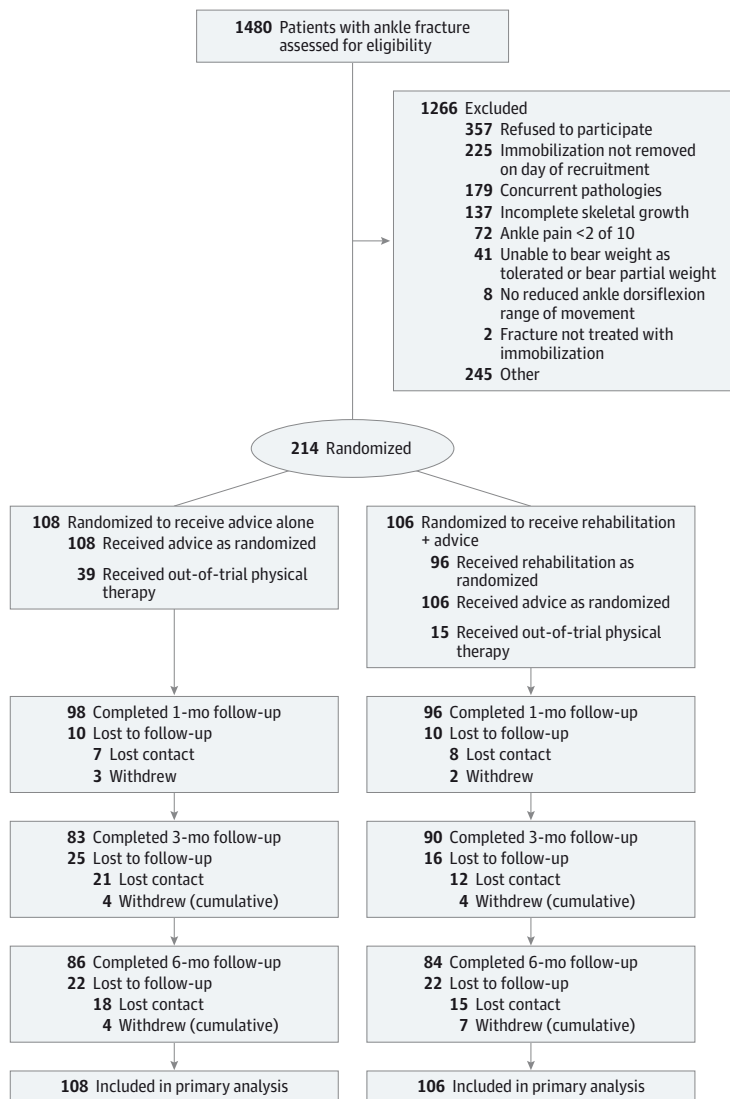 1480 Patients with ankle fracture
assessed for eligibility
1266 Excluded
357 Refused to participate
225 Immobilization not removed
on day of recruitment
179 Concurrent pathologies
137 Incomplete skeletal growth
72 Ankle pain <2 of 10
41 Unable to bear weight as
tolerated or bear partial weight
8 No reduced ankle dorsiflexion
range of movement
2 Fracture not treated with
immobilization
245 Other
214 Randomized
108 Randomized to receive advice alone
108 Received advice as randomized
39 Received out-of-trial physical
therapy
106 Randomized to receive rehabilitation
+ advice
96 Received rehabilitation as
randomized
106 Received advice as randomized
15 Received out-of-trial physical
therapy
98 Completed 1-mo follow-up
10 Lost to follow-up
7 Lost contact
3 Withdrew
96 Completed 1-mo follow-up
10 Lost to follow-up
8 Lost contact
2 Withdrew
83 Completed 3-mo follow-up
25 Lost to follow-up
21 Lost contact
4 Withdrew (cumulative)
90 Completed 3-mo follow-up
16 Lost to follow-up
12 Lost contact
4 Withdrew (cumulative)
86 Completed 6-mo follow-up
22 Lost to follow-up
18 Lost contact
4 Withdrew (cumulative)
84 Completed 6-mo follow-up
22 Lost to follow-up
15 Lost contact
7 Withdrew (cumulative)
108 Included in primary analysis
106 Included in primary analysis